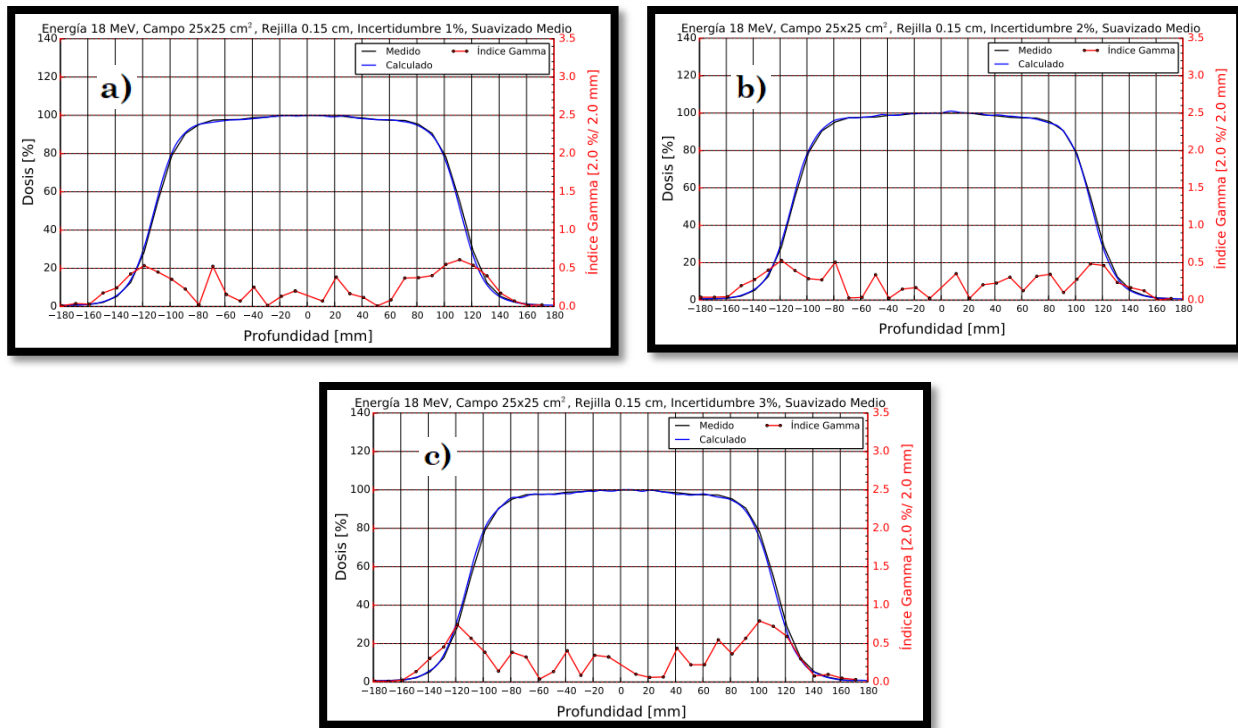 Energía 18 MeV, Campo 25x25 cm², Rejilla 0.15 cm, Incertidumbre 1%, Suavizado Medio
a)
Medido
Calculado
Índice Gamma
Dosis [%]
140
120
100
80
60
40
20
0
3.5
3.0
2.5
2.0
1.5
1.0
0.5
0.0
Índice Gamma [2.0 %/ 2.0 mm]
−180 −160 −140 −120 −100 −80 −60 −40 −20 0 20 40 60 80 100 120 140 160 180
Profundidad [mm]
Energía 18 MeV, Campo 25x25 cm², Rejilla 0.15 cm, Incertidumbre 2%, Suavizado Medio
b)
Medido
Calculado
Índice Gamma
Dosis [%]
140
120
100
80
60
40
20
0
3.5
3.0
2.5
2.0
1.5
1.0
0.5
0.0
Índice Gamma [2.0 %/ 2.0 mm]
−180 −160 −140 −120 −100 −80 −60 −40 −20 0 20 40 60 80 100 120 140 160 180
Profundidad [mm]
Energía 18 MeV, Campo 25x25 cm², Rejilla 0.15 cm, Incertidumbre 3%, Suavizado Medio
c)
Medido
Calculado
Índice Gamma
Dosis [%]
140
120
100
80
60
40
20
0
3.5
3.0
2.5
2.0
1.5
1.0
0.5
0.0
Índice Gamma [2.0 %/ 2.0 mm]
−180 −160 −140 −120 −100 −80 −60 −40 −20 0 20 40 60 80 100 120 140 160 180
Profundidad [mm]